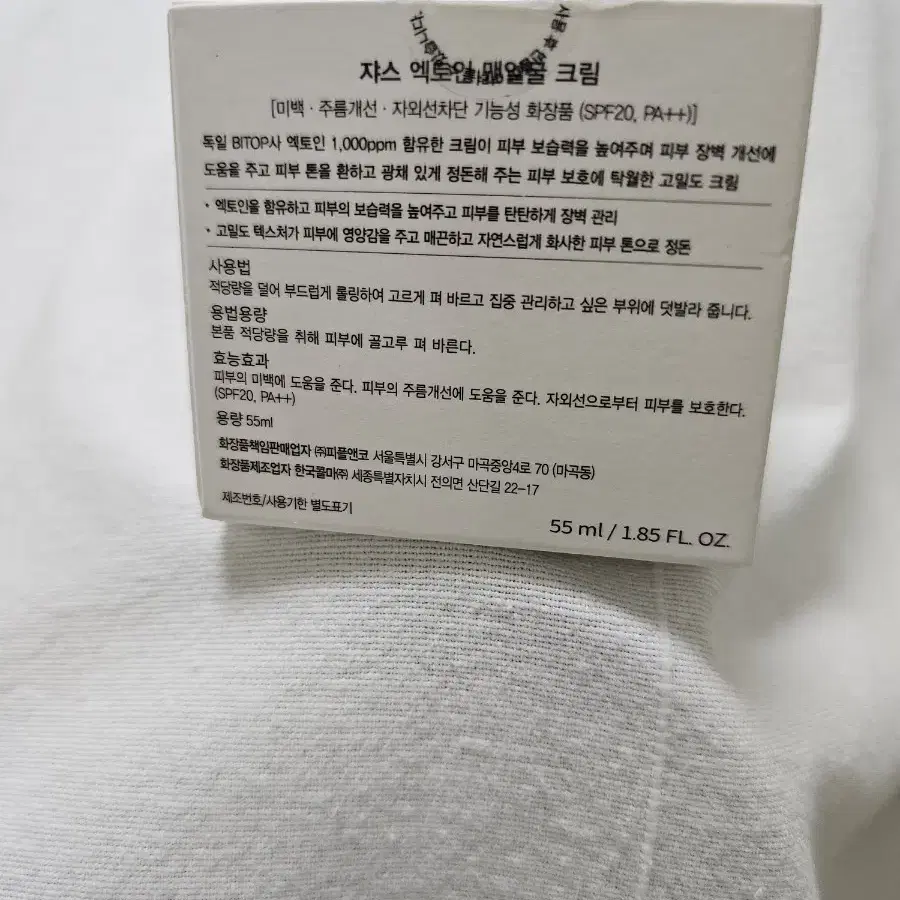 쟈스 엑토인 맨얼굴 크림
[미백 · 주름개선 · 자외선차단 기능성 화장품 (SPF20, PA++)]
독일 BITOP사 엑토인 1,000ppm 함유한 크림이 피부 보습력을 높여주며 피부 장벽 개선에
도움을 주고 피부 톤을 환하고 광채 있게 정돈해 주는 피부 보호에 탁월한 고밀도 크림
· 엑토인을 함유하고 피부의 보습력을 높여주고 피부를 탄탄하게 장벽 관리
· 고밀도 텍스처가 피부에 영양감을 주고 매끈하고 자연스럽게 화사한 피부 톤으로 정돈
사용법
적당량을 덜어 부드럽게 롤링하여 고르게 펴 바르고 집중 관리하고 싶은 부위에 덧발라 줍니다.
용법용량
본품 적당량을 취해 피부에 골고루 펴 바른다.
효능효과
피부의 미백에 도움을 준다. 피부의 주름개선에 도움을 준다. 자외선으로부터 피부를 보호한다.
(SPF20, PA++)
용량 55ml
화장품책임판매업자 ㈜피플앤코 서울특별시 강서구 마곡중앙4로 70 (마곡동)
화장품제조업자 한국콜마㈜ 세종특별자치시 전의면 산단길 22-17
제조번호/사용기한 별도표기
55 ml / 1.85 FL. OZ.